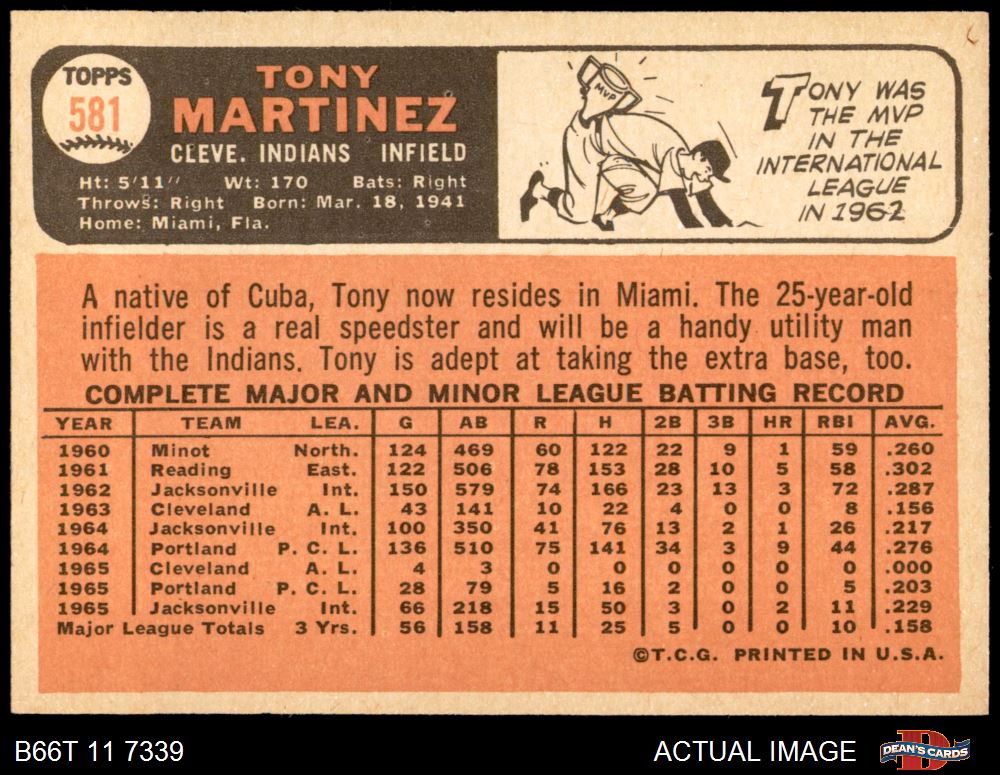 TOPPS
581
TONY
MARTINEZ
CLEVE. INDIANS INFIELD
Ht: 5'11" Wt: 170 Bats: Right
Throws: Right Born: Mar. 18, 1941
Home: Miami, Fla.
MVP
TONY WAS
THE MVP
IN THE
INTERNATIONAL
LEAGUE
IN 1962
A native of Cuba, Tony now resides in Miami. The 25-year-old
infielder is a real speedster and will be a handy utility man
with the Indians. Tony is adept at taking the extra base, too.
COMPLETE MAJOR AND MINOR LEAGUE BATTING RECORD
YEAR TEAM LEA. G AB R H 2B 3B HR RBI AVG.
1960 Minot North. 124 469 60 122 22 9 1 59 .260
1961 Reading East. 122 506 78 153 28 10 5 58 .302
1962 Jacksonville Int. 150 579 74 166 23 13 3 72 .287
1963 Cleveland A. L. 43 141 10 22 4 0 0 8 .156
1964 Jacksonville Int. 100 350 41 76 13 2 1 26 .217
1964 Portland P. C. L. 136 510 75 141 34 3 9 44 .276
1965 Cleveland A. L. 4 3 0 0 0 0 0 0 .000
1965 Portland P. C. L. 28 79 5 16 2 0 0 5 .203
1965 Jacksonville Int. 66 218 15 50 3 0 2 11 .229
Major League Totals 3 Yrs. 56 158 11 25 5 0 0 10 .158
©T.C.G. PRINTED IN U.S.A.
B66T 11 7339
ACTUAL IMAGE
D
DEAN'S CARDS